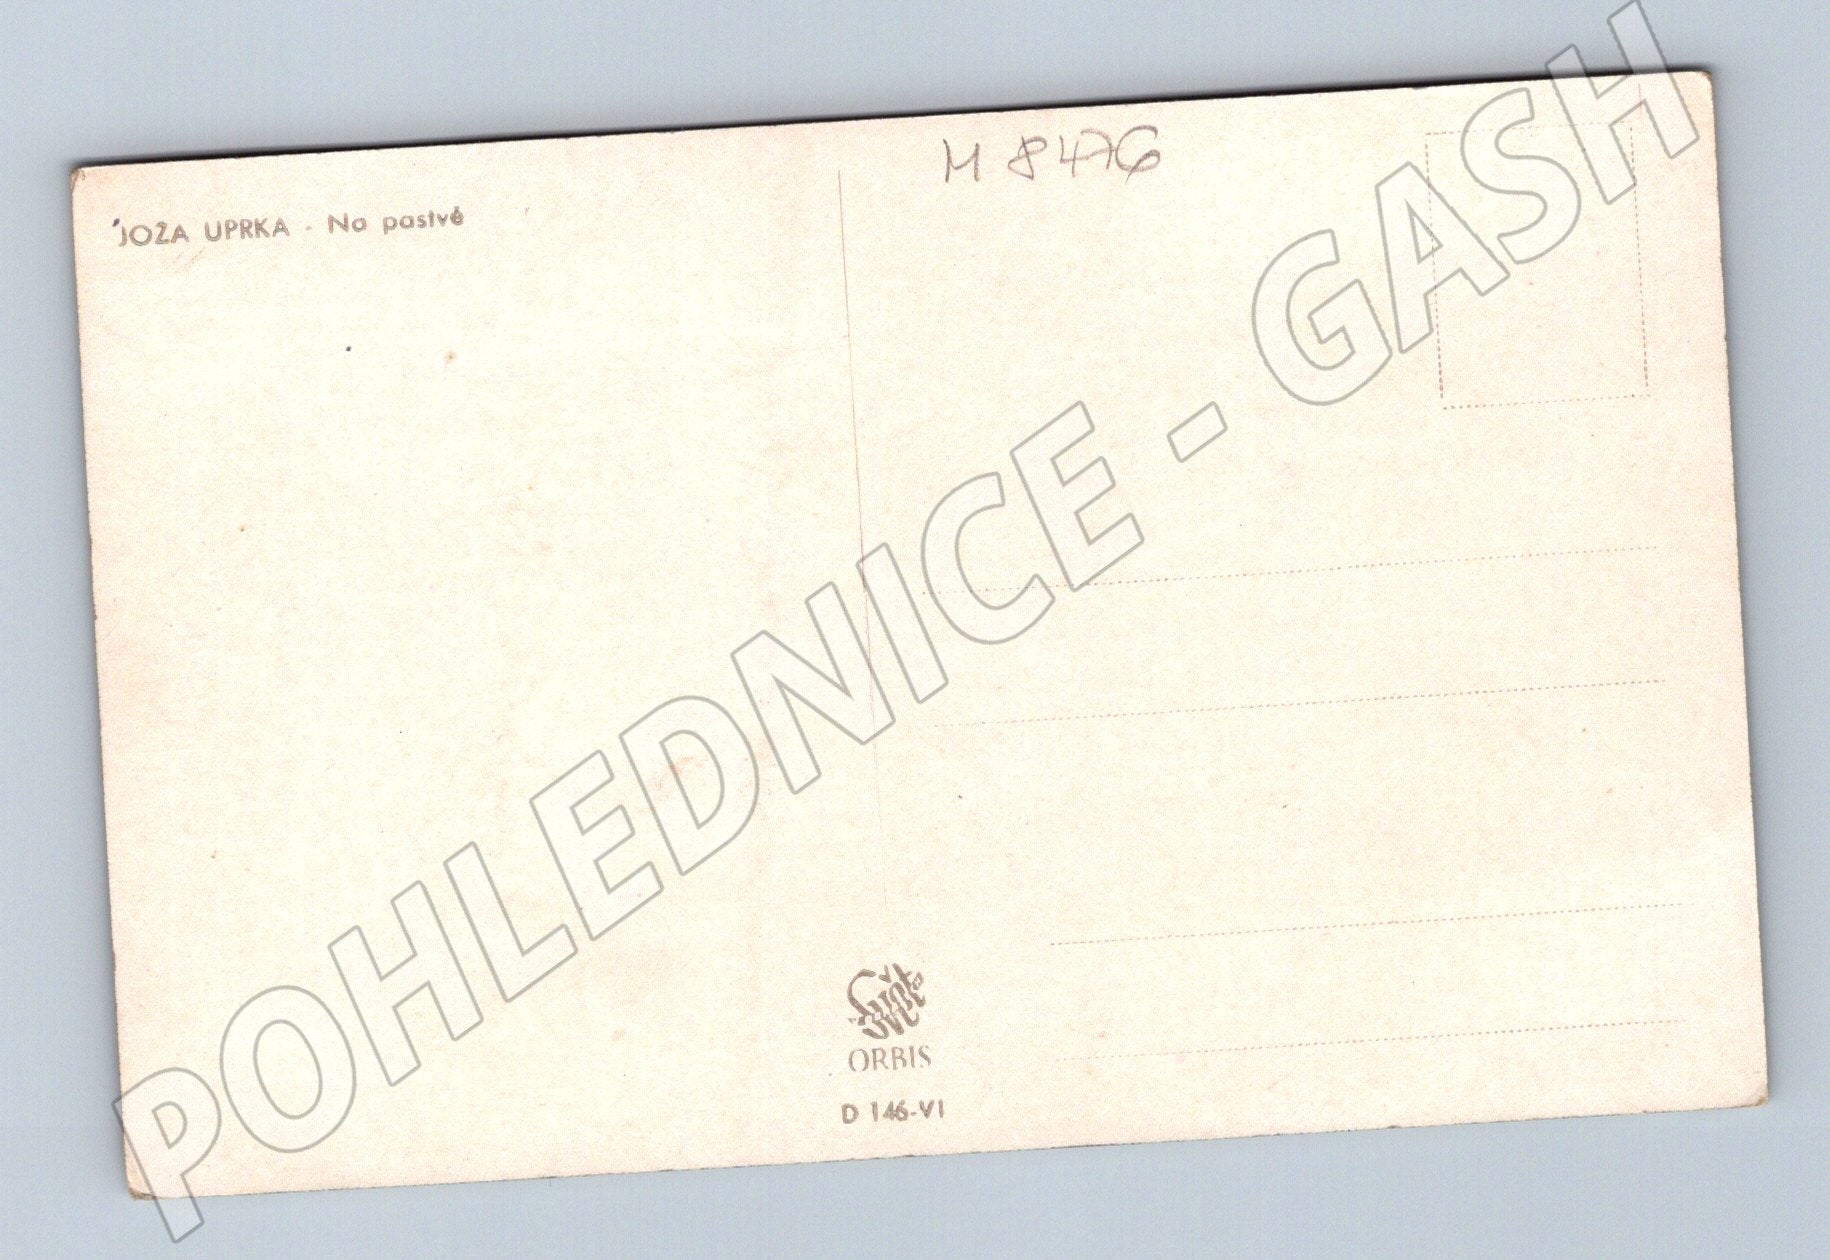 M 8476
JOŽA UPRKA - Na pastvě
POHLEDNICE - GASH
Svět
ORBIS
D 146-VI